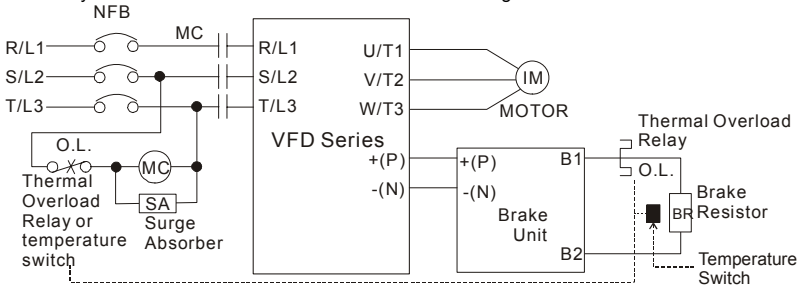 NFB
MC
R/L1
R/L1
U/T1
S/L2
S/L2
V/T2
IM
T/L3
T/L3
W/T3
MOTOR
VFD Series
Thermal Overload
Relay
O.L.
O.L.
MC
+(P)
+(P)
B1
-(N)
-(N)
Thermal
Overload
Relay or
temperature
switch
SA
Surge
Absorber
Brake
Unit
BR
Brake
Resistor
B2
Temperature
Switch